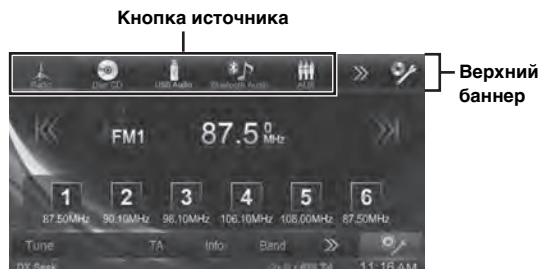 Кнопка источника
Radio Disc CD USB Audio Bluetooth Audio AUX
Верхний
баннер
FM1 87.50 MHz
1 2 3 4 5 6
87.50MHz 90.10MHz 98.10MHz 106.10MHz 108.00MHz 87.50MHz
Tune TA Info Band
DX Seek 11:16 AM